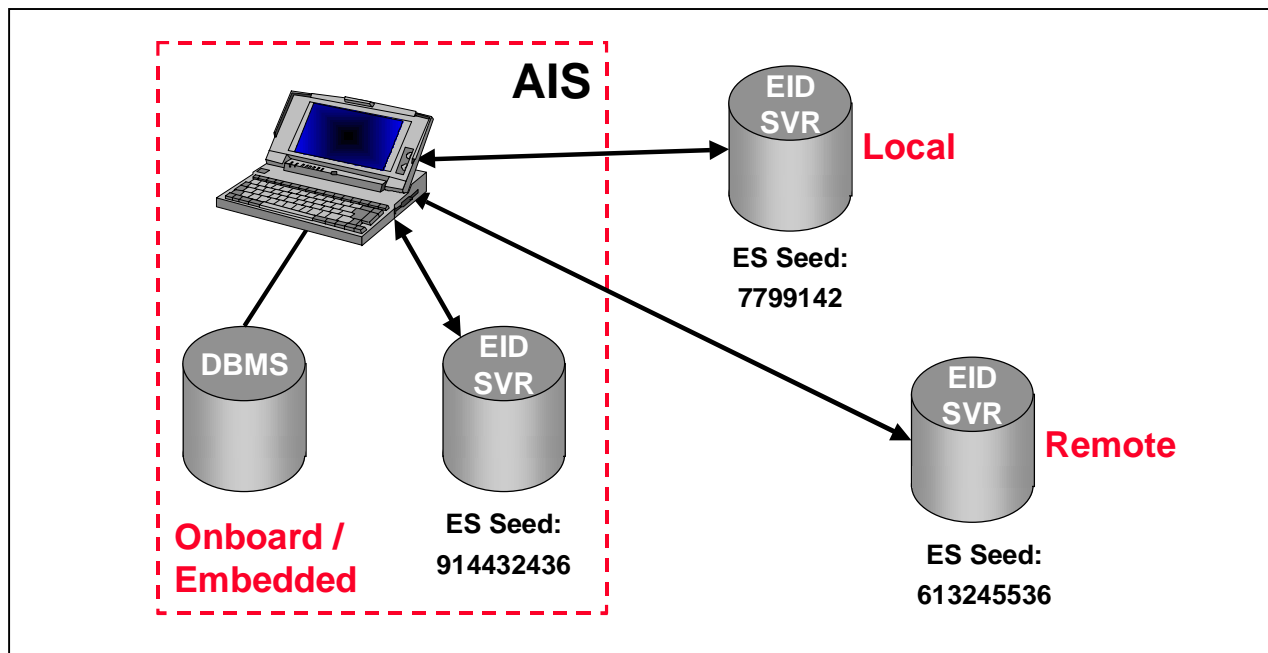 AIS
EID
SVR
Local
ES Seed:
7799142
DBMS
EID
SVR
EID
SVR
Remote
Onboard /
Embedded
ES Seed:
914432436
ES Seed:
613245536